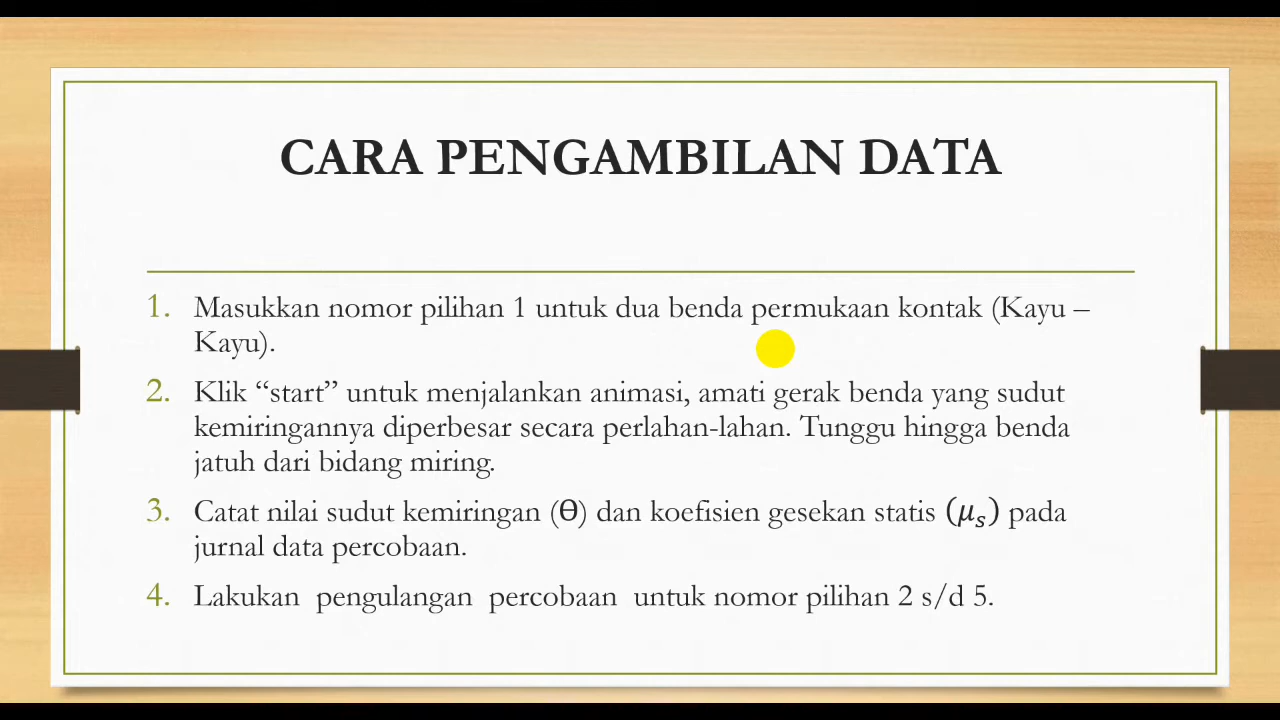 CARA PENGAMBILAN DATA
1. Masukkan nomor pilihan 1 untuk dua benda permukaan kontak (Kayu –
Kayu).
2. Klik “start” untuk menjalankan animasi, amati gerak benda yang sudut
kemiringannya diperbesar secara perlahan-lahan. Tunggu hingga benda
jatuh dari bidang miring.
3. Catat nilai sudut kemiringan (Ɵ) dan koefisien gesekan statis (𝜇ₛ) pada
jurnal data percobaan.
4. Lakukan pengulangan percobaan untuk nomor pilihan 2 s/d 5.